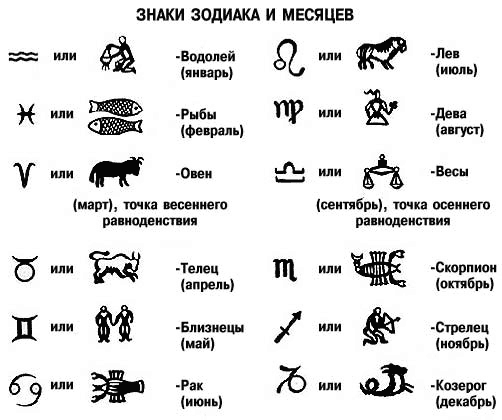 ЗНАКИ ЗОДИАКА И МЕСЯЦЕВ
или -Водолей
(январь)
или -Рыбы
(февраль)
или -Овен
(март), точка весеннего
равноденствия
или -Телец
(апрель)
или -Близнецы
(май)
или -Рак
(июнь)
или -Лев
(июль)
или -Дева
(август)
или -Весы
(сентябрь), точка осеннего
равноденствия
или -Скорпион
(октябрь)
или -Стрелец
(ноябрь)
или -Козерог
(декабрь)